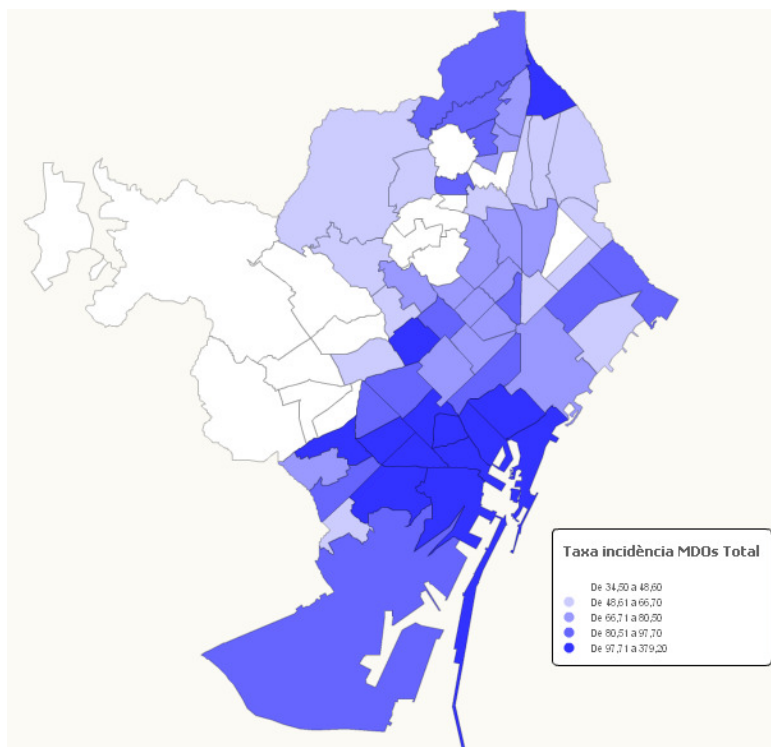 Taxa incidència MDOs Total
De 34,50 a 48,60
De 48,61 a 66,70
De 66,71 a 80,50
De 80,51 a 97,70
De 97,71 a 379,20